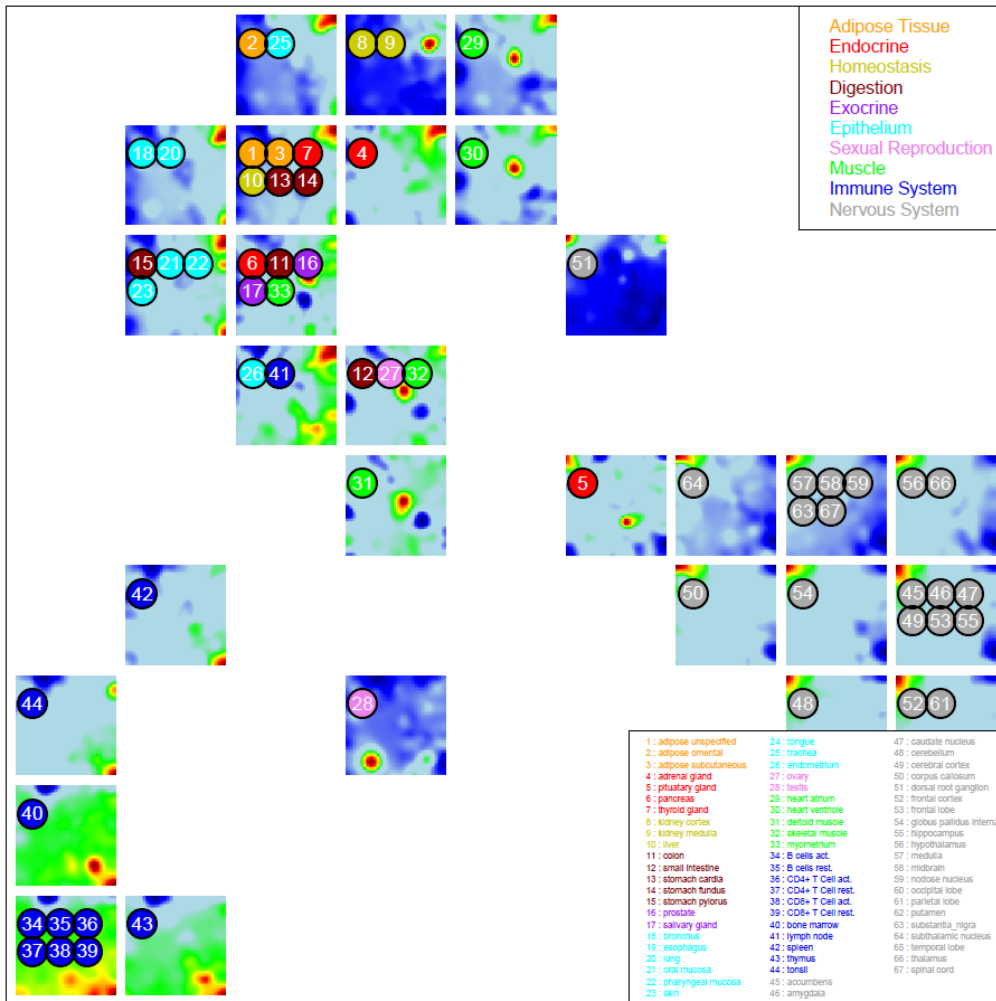 2 25
8 9
29
Adipose Tissue
Endocrine
Homeostasis
Digestion
Exocrine
Epithelium
Sexual Reproduction
Muscle
Immune System
Nervous System
18 20
1 3 7
10 13 14
4
30
15 21 22
23
6 11 16
17 33
51
26 41
12 27 32
31
5
64
57 58 59
63 67
56 66
42
50
54
45 46 47
49 53 55
44
28
48
52 61
40
34 35 36
37 38 39
43
1 : adipose unspecified
2 : adipose omental
3 : adipose subcutaneous
4 : adrenal gland
5 : pituatary gland
6 : pancreas
7 : thyroid gland
8 : kidney cortex
9 : kidney medulla
10 : liver
11 : colon
12 : small intestine
13 : stomach cardia
14 : stomach fundus
15 : stomach pylorus
16 : prostate
17 : salivary gland
18 : bronchus
19 : esophagus
20 : lung
21 : oral mucosa
22 : pharyngeal mucosa
23 : skin
24 : tongue
25 : trachea
26 : endometrium
27 : ovary
28 : testis
29 : heart atrium
30 : heart ventricle
31 : deltoid muscle
32 : skeletal muscle
33 : myometrium
34 : B cells act.
35 : B cells rest.
36 : CD4+ T Cell act.
37 : CD4+ T Cell rest.
38 : CD8+ T Cell act.
39 : CD8+ T Cell rest.
40 : bone marrow
41 : lymph node
42 : spleen
43 : thymus
44 : tonsil
45 : accumbens
46 : amygdala
47 : caudate nucleus
48 : cerebellum
49 : cerebral cortex
50 : corpus callosum
51 : dorsal root ganglion
52 : frontal cortex
53 : frontal lobe
54 : globus pallidus interna
55 : hippocampus
56 : hypothalamus
57 : medulla
58 : midbrain
59 : nodose nucleus
60 : occipital lobe
61 : parietal lobe
62 : putamen
63 : substantia_nigra
64 : subthalamic nucleus
65 : temporal lobe
66 : thalamus
67 : spinal cord